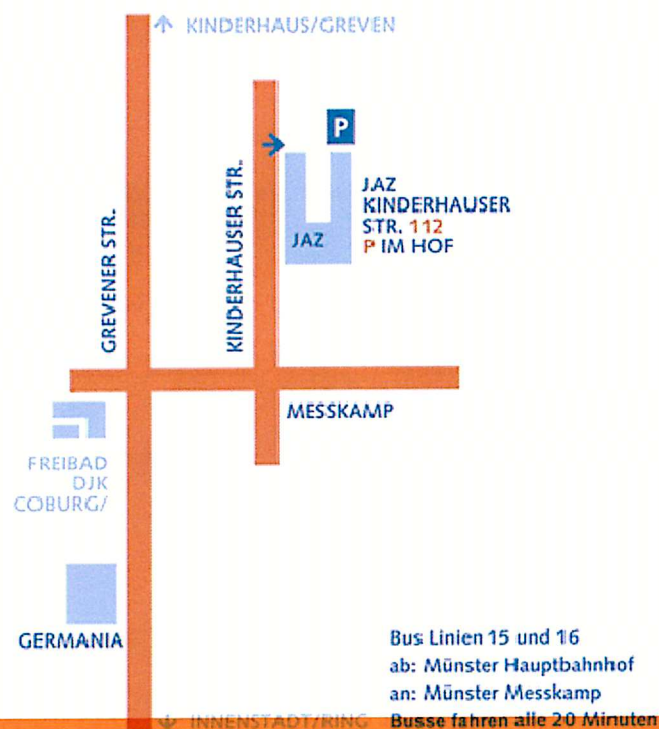 KINDERHAUS/GREVEN
P
JAZ
KINDERHAUSER
STR. 112
P IM HOF
JAZ
GREVENER STR.
KINDERHAUSER STR.
MESSKAMP
FREIBAD
DJK
COBURG/
GERMANIA
Bus Linien 15 und 16
ab: Münster Hauptbahnhof
an: Münster Messkamp
INNENSTADT/RING
Busse fahren alle 20 Minuten